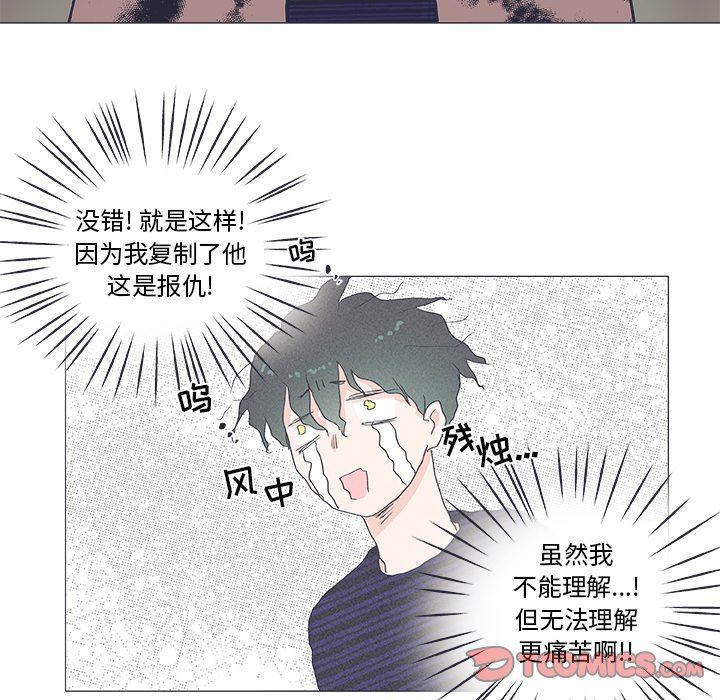 没错! 就是这样!
因为我复制了他
这是报仇!
呜
呜
风中
残烛...
虽然我
不能理解...!
但无法理解
更痛苦啊!!
TCOMICS.COM